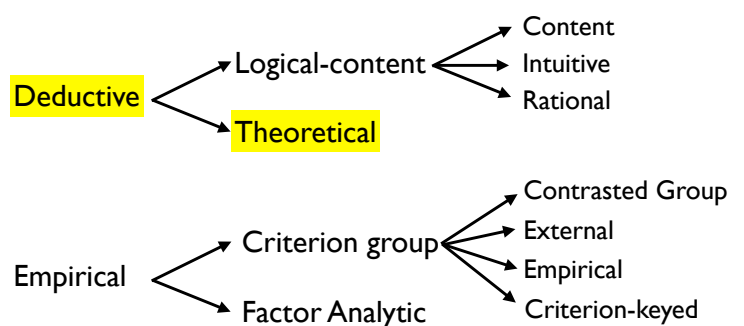 Deductive
Logical-content
Theoretical
Content
Intuitive
Rational
Empirical
Criterion group
Factor Analytic
Contrasted Group
External
Empirical
Criterion-keyed